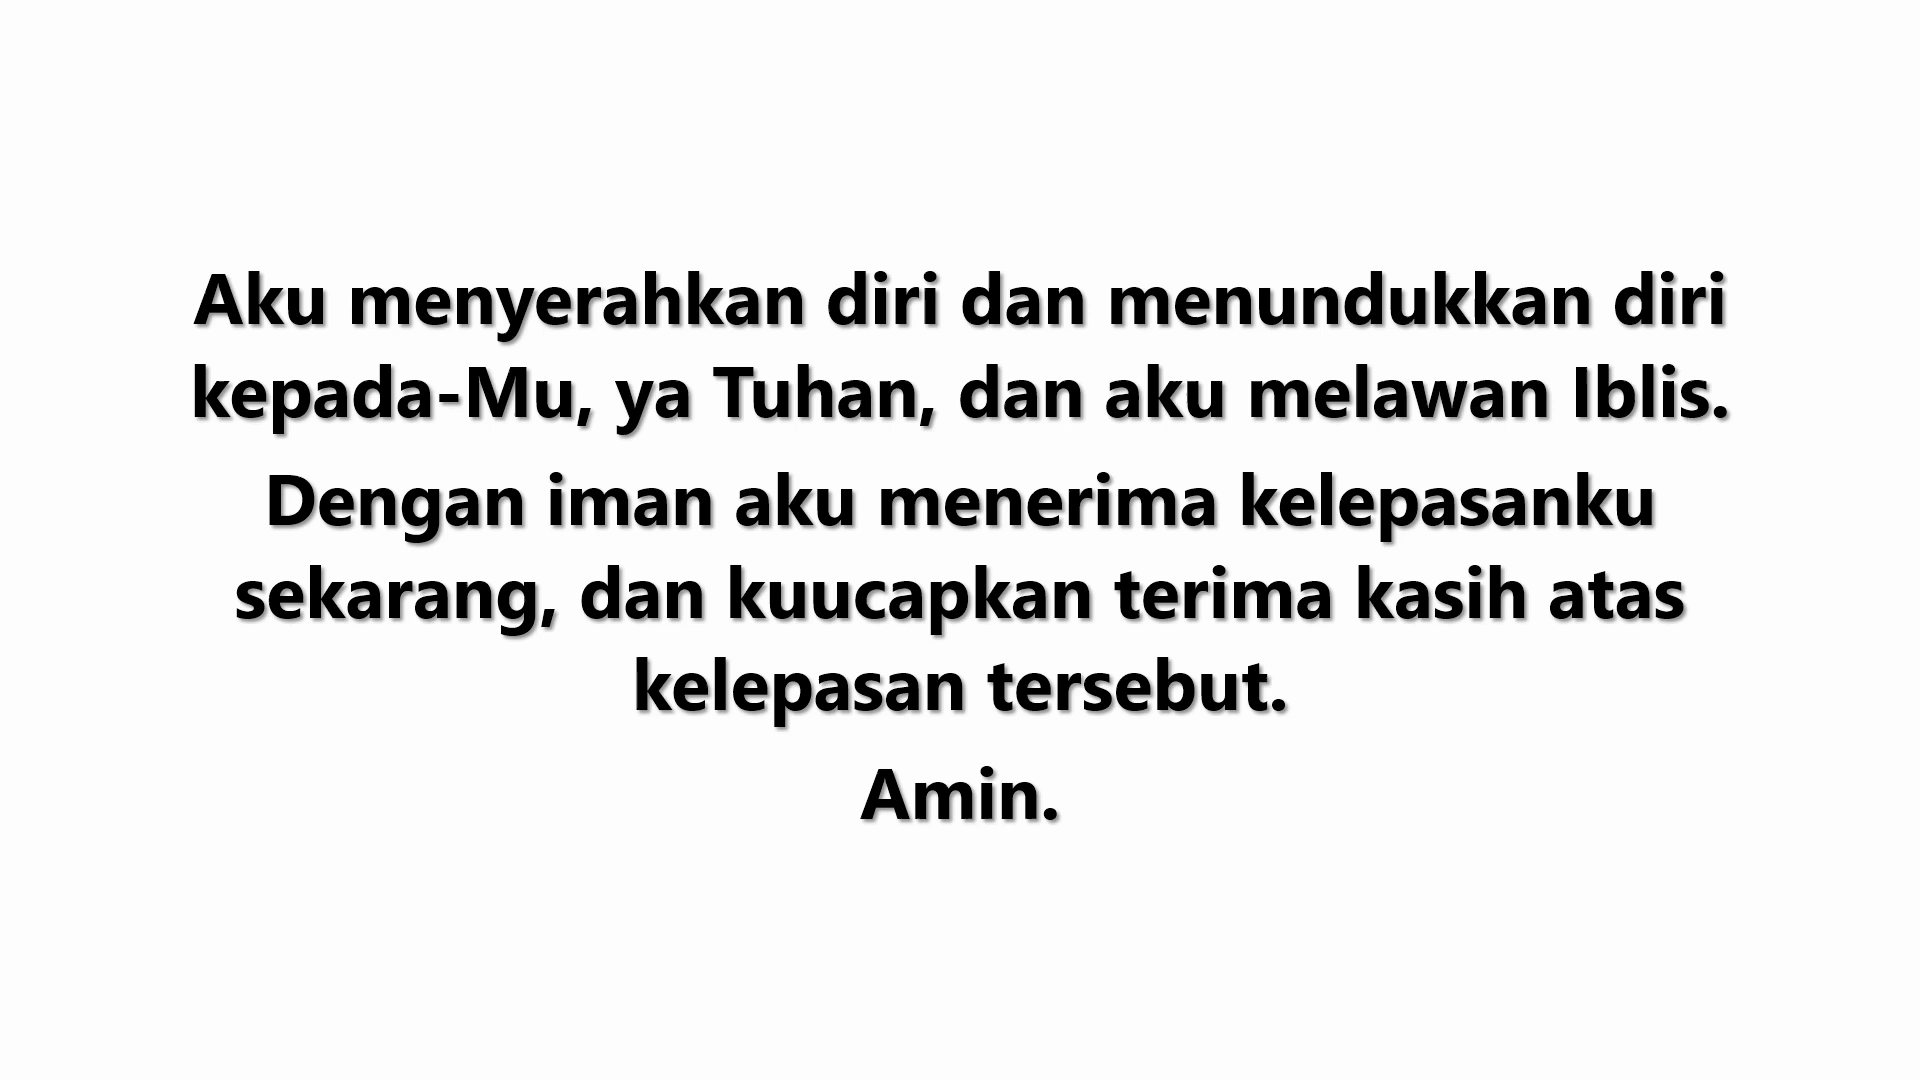 Aku menyerahkan diri dan menundukkan diri
kepada-Mu, ya Tuhan, dan aku melawan Iblis.
Dengan iman aku menerima kelepasanku
sekarang, dan kuucapkan terima kasih atas
kelepasan tersebut.
Amin.